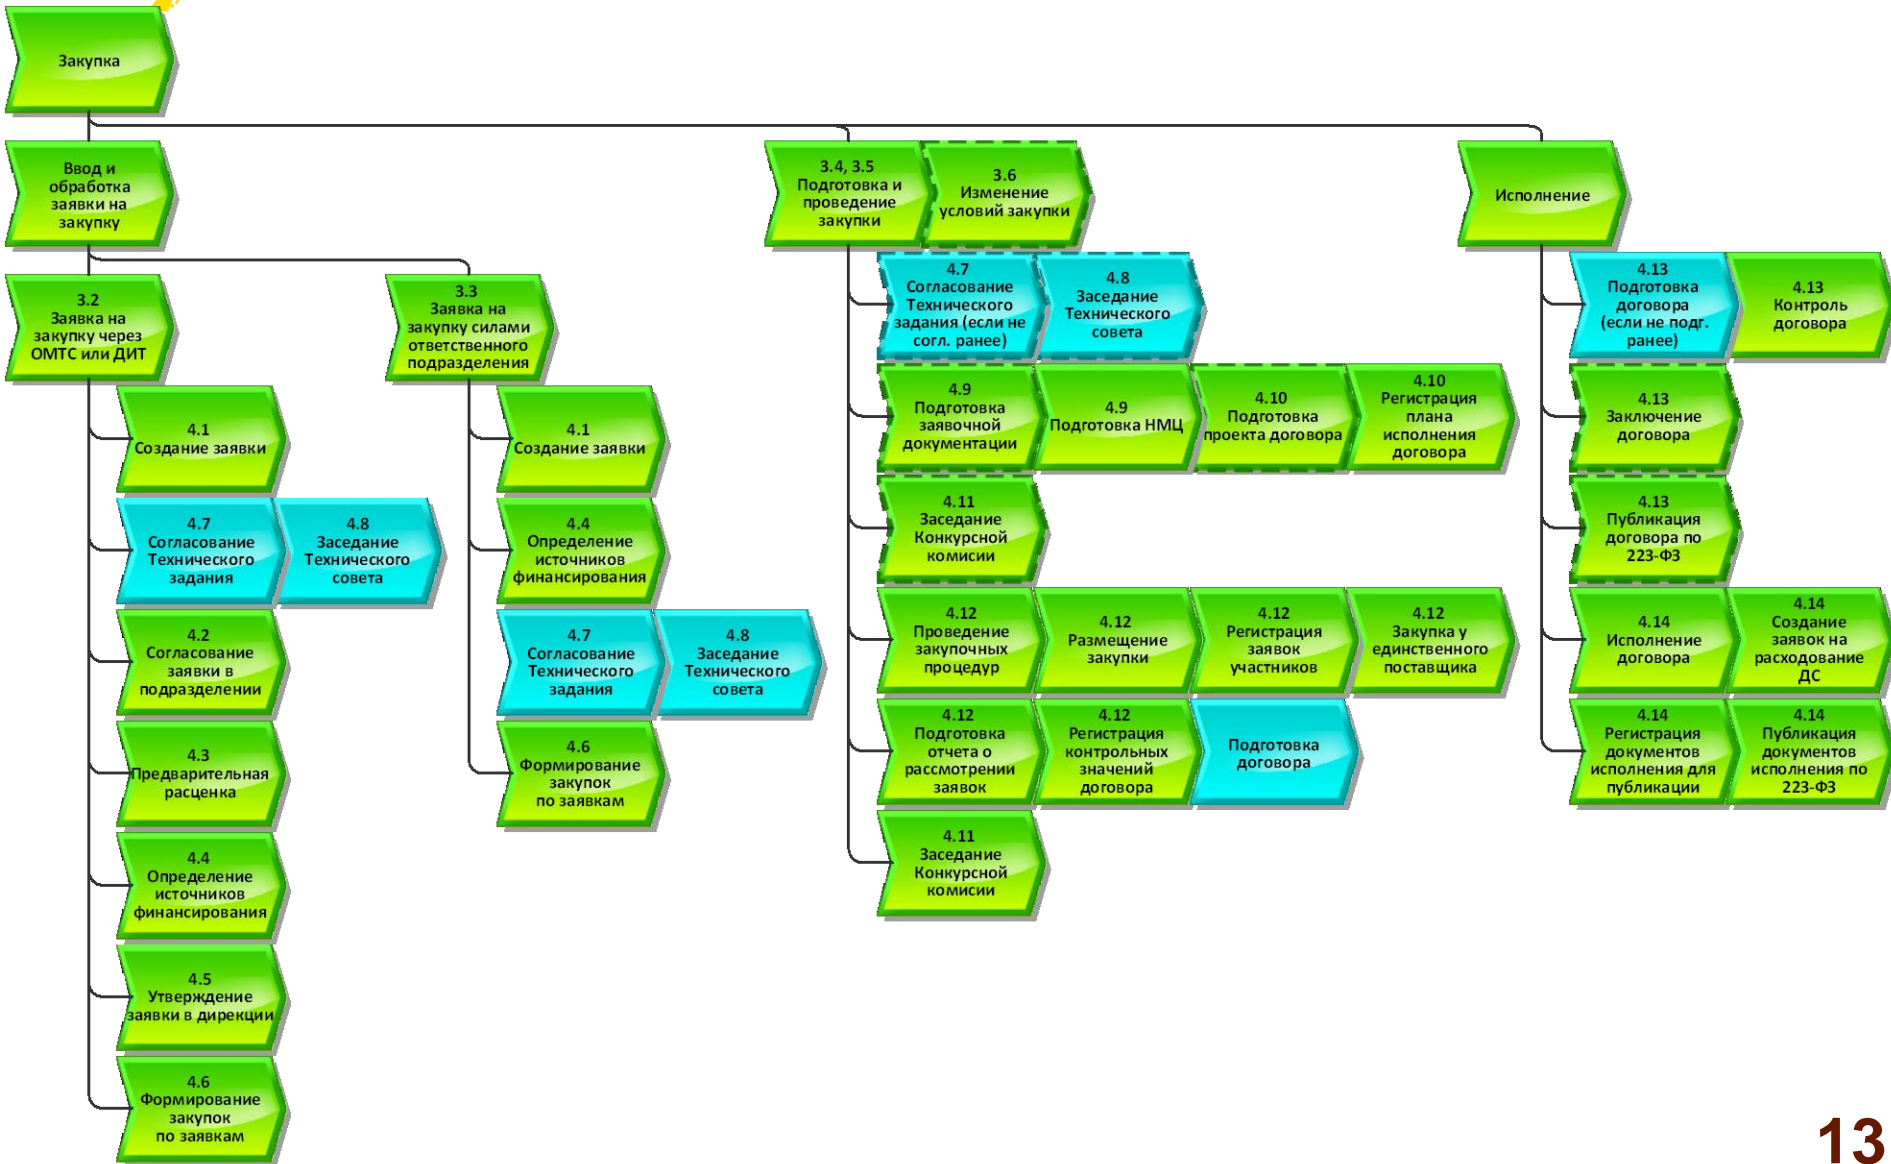 Закупка
Ввод и
обработка
заявки на
закупку
3.2
Заявка на
закупку через
ОМТС или ДИТ
4.1
Создание заявки
4.7
Согласование
Технического
задания
4.8
Заседание
Технического
совета
4.2
Согласование
заявки в
подразделении
4.3
Предварительная
расценка
4.4
Определение
источников
финансирования
4.5
Утверждение
заявки в дирекции
4.6
Формирование
закупок
по заявкам
3.3
Заявка на
закупку силами
ответственного
подразделения
4.1
Создание заявки
4.4
Определение
источников
финансирования
4.7
Согласование
Технического
задания
4.8
Заседание
Технического
совета
4.6
Формирование
закупок
по заявкам
3.4, 3.5
Подготовка и
проведение
закупки
3.6
Изменение
условий закупки
4.7
Согласование
Технического
задания (если не
согл. ранее)
4.8
Заседание
Технического
совета
4.9
Подготовка
заявочной
документации
4.9
Подготовка НМЦ
4.10
Подготовка
проекта договора
4.10
Регистрация
плана
исполнения
договора
4.11
Заседание
Конкурсной
комисии
4.12
Проведение
закупочных
процедур
4.12
Размещение
закупки
4.12
Регистрация
заявок
участников
4.12
Закупка у
единственного
поставщика
4.12
Подготовка
отчета о
рассмотрении
заявок
4.12
Регистрация
контрольных
значений
договора
Подготовка
договора
4.11
Заседание
Конкурсной
комисии
Исполнение
4.13
Подготовка
договора
(если не подг.
ранее)
4.13
Контроль
договора
4.13
Заключение
договора
4.13
Публикация
договора по
223-ФЗ
4.14
Исполнение
договора
4.14
Создание
заявок на
расходование
ДС
4.14
Регистрация
документов
исполнения для
публикации
4.14
Публикация
документов
исполнения по
223-ФЗ
13